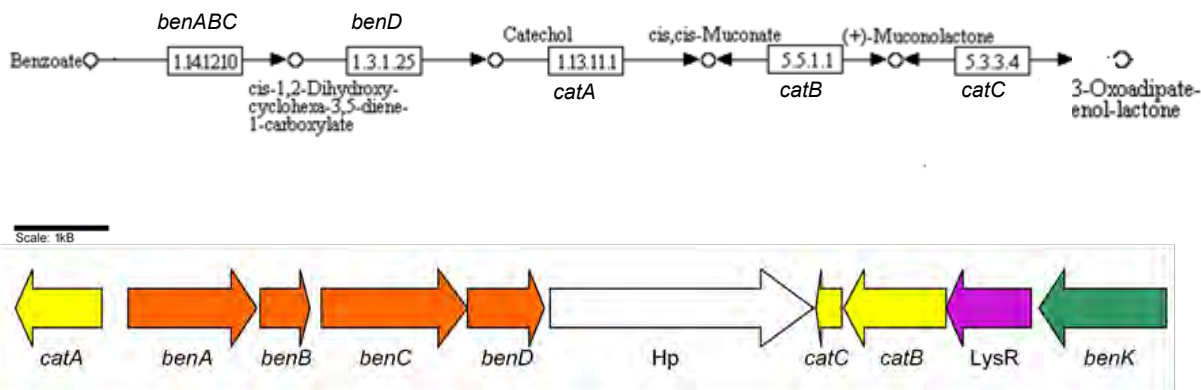 benABC
benD
Benzoate
1.14.12.10
cis-1,2-Dihydroxy-
cyclohexa-3,5-diene-
1-carboxylate
1.3.1.25
Catechol
1.13.11.1
catA
cis,cis-Muconate
5.5.1.1
catB
(+)-Muconolactone
5.3.3.4
catC
3-Oxoadipate-
enol-lactone
Scale: 1kB
catA
benA
benB
benC
benD
Hp
catC
catB
LysR
benK